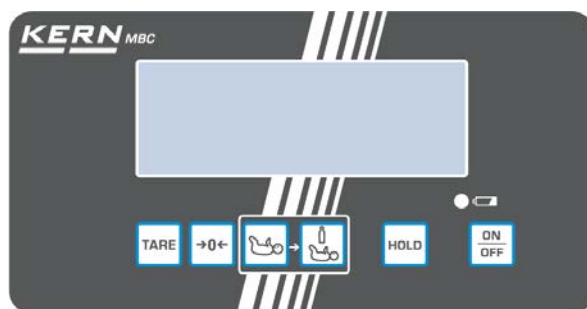 KERN MBC
TARE →0← HOLD ON
OFF